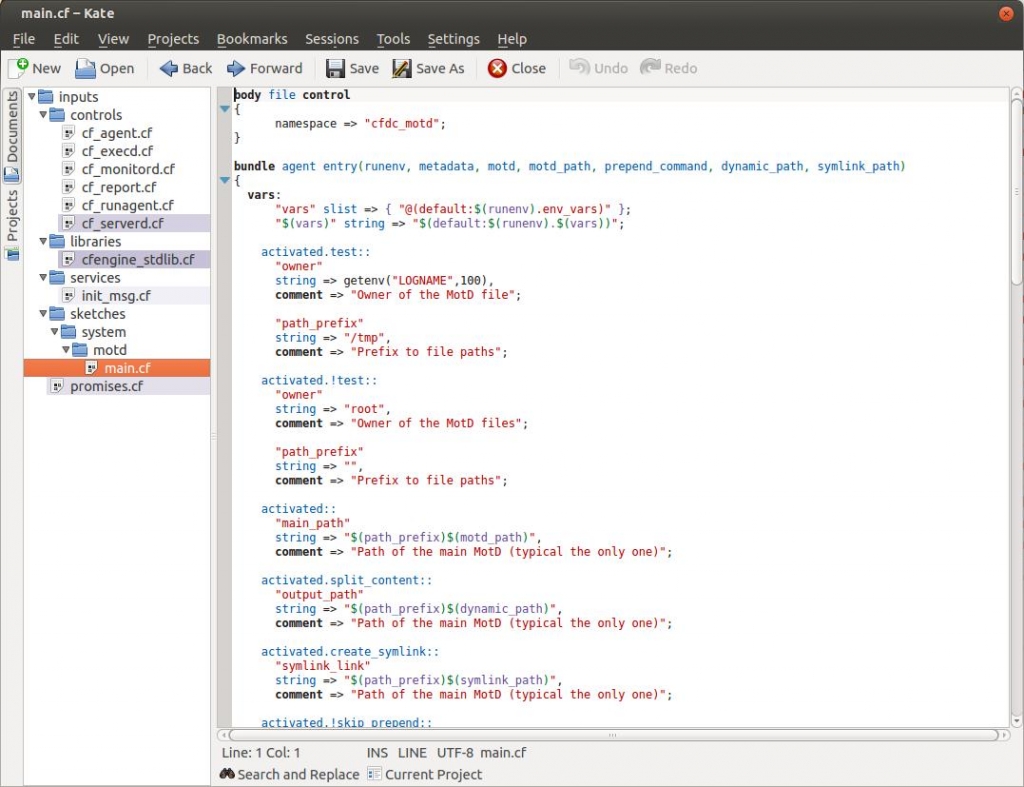 main.cf – Kate
File Edit View Projects Bookmarks Sessions Tools Settings Help
New Open Back Forward Save Save As Close Undo Redo
Documents
Projects
inputs
controls
cf_agent.cf
cf_execd.cf
cf_monitord.cf
cf_report.cf
cf_runagent.cf
cf_serverd.cf
libraries
cfengine_stdlib.cf
services
init_msg.cf
sketches
system
motd
main.cf
promises.cf
body file control
{
namespace => "cfdc_motd";
}
bundle agent entry(runenv, metadata, motd, motd_path, prepend_command, dynamic_path, symlink_path)
{
vars:
"vars" slist => { "@(default:$(runenv).env_vars)" };
"$(vars)" string => "$(default:$(runenv).$(vars))";
activated.test::
"owner"
string => getenv("LOGNAME",100),
comment => "Owner of the MotD file";
"path_prefix"
string => "/tmp",
comment => "Prefix to file paths";
activated.!test::
"owner"
string => "root",
comment => "Owner of the MotD files";
"path_prefix"
string => "",
comment => "Prefix to file paths";
activated::
"main_path"
string => "$(path_prefix)$(motd_path)",
comment => "Path of the main MotD (typical the only one)";
activated.split_content::
"output_path"
string => "$(path_prefix)$(dynamic_path)",
comment => "Path of the main MotD (typical the only one)";
activated.create_symlink::
"symlink_link"
string => "$(path_prefix)$(symlink_path)",
comment => "Path of the main MotD (typical the only one)";
activated.!skip_prepend::
Line: 1 Col: 1 INS LINE UTF-8 main.cf
Search and Replace Current Project